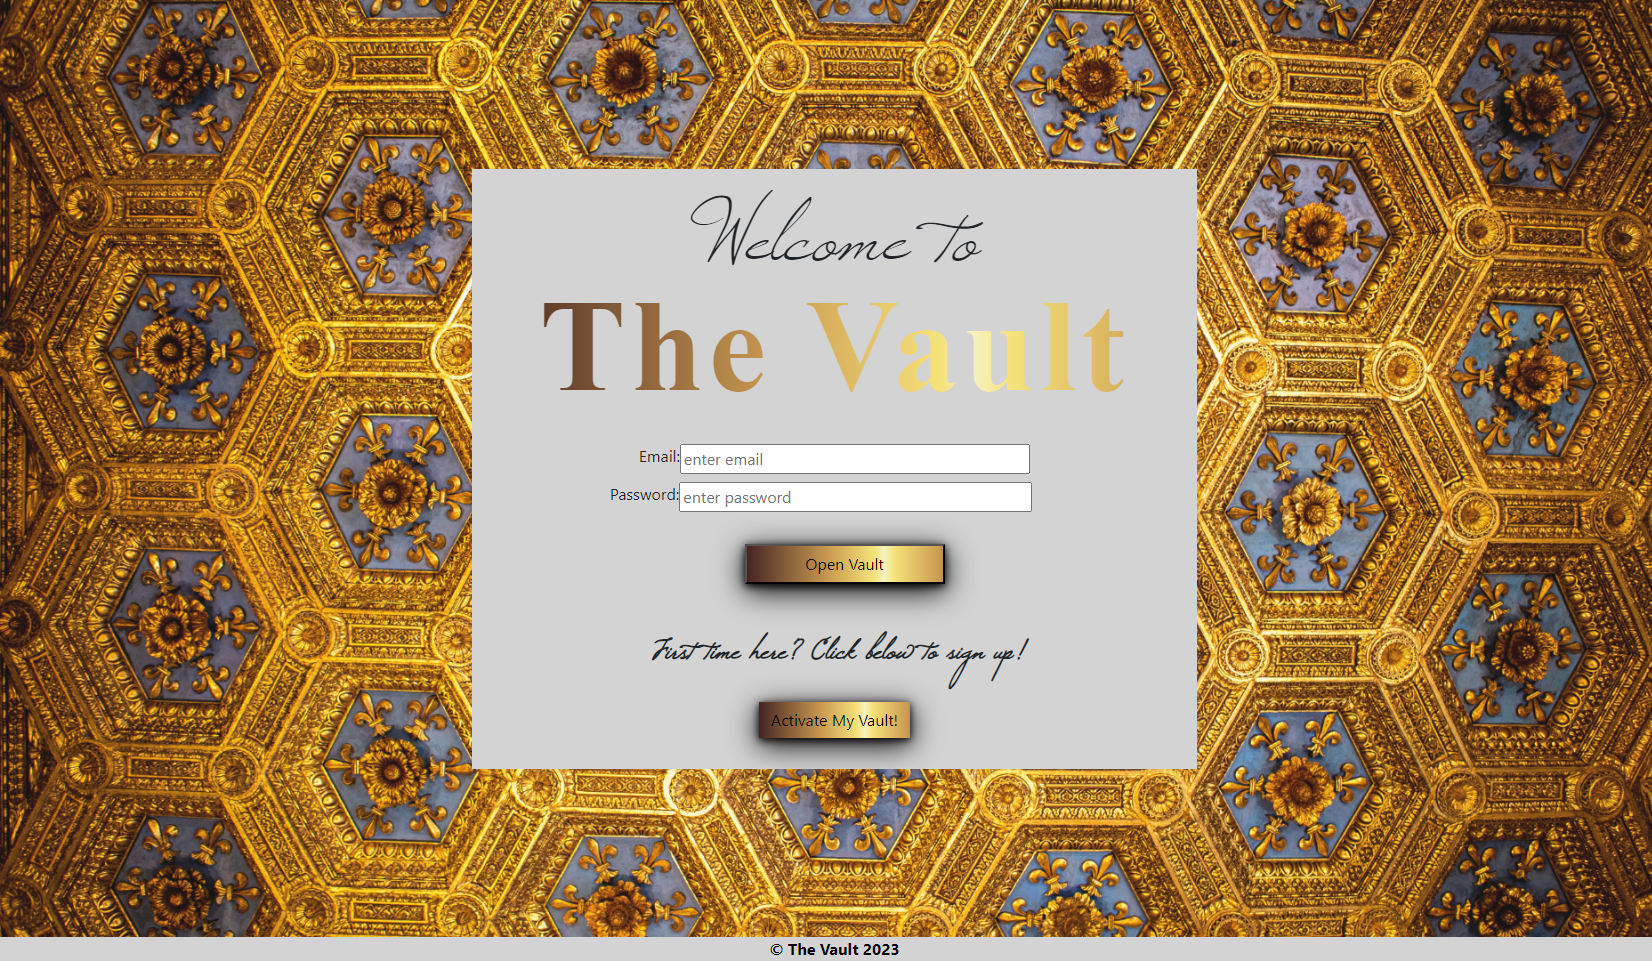 Welcome To
The Vault
Email: enter email
Password: enter password
Open Vault
First time here? Click below to sign up!
Activate My Vault!
© The Vault 2023